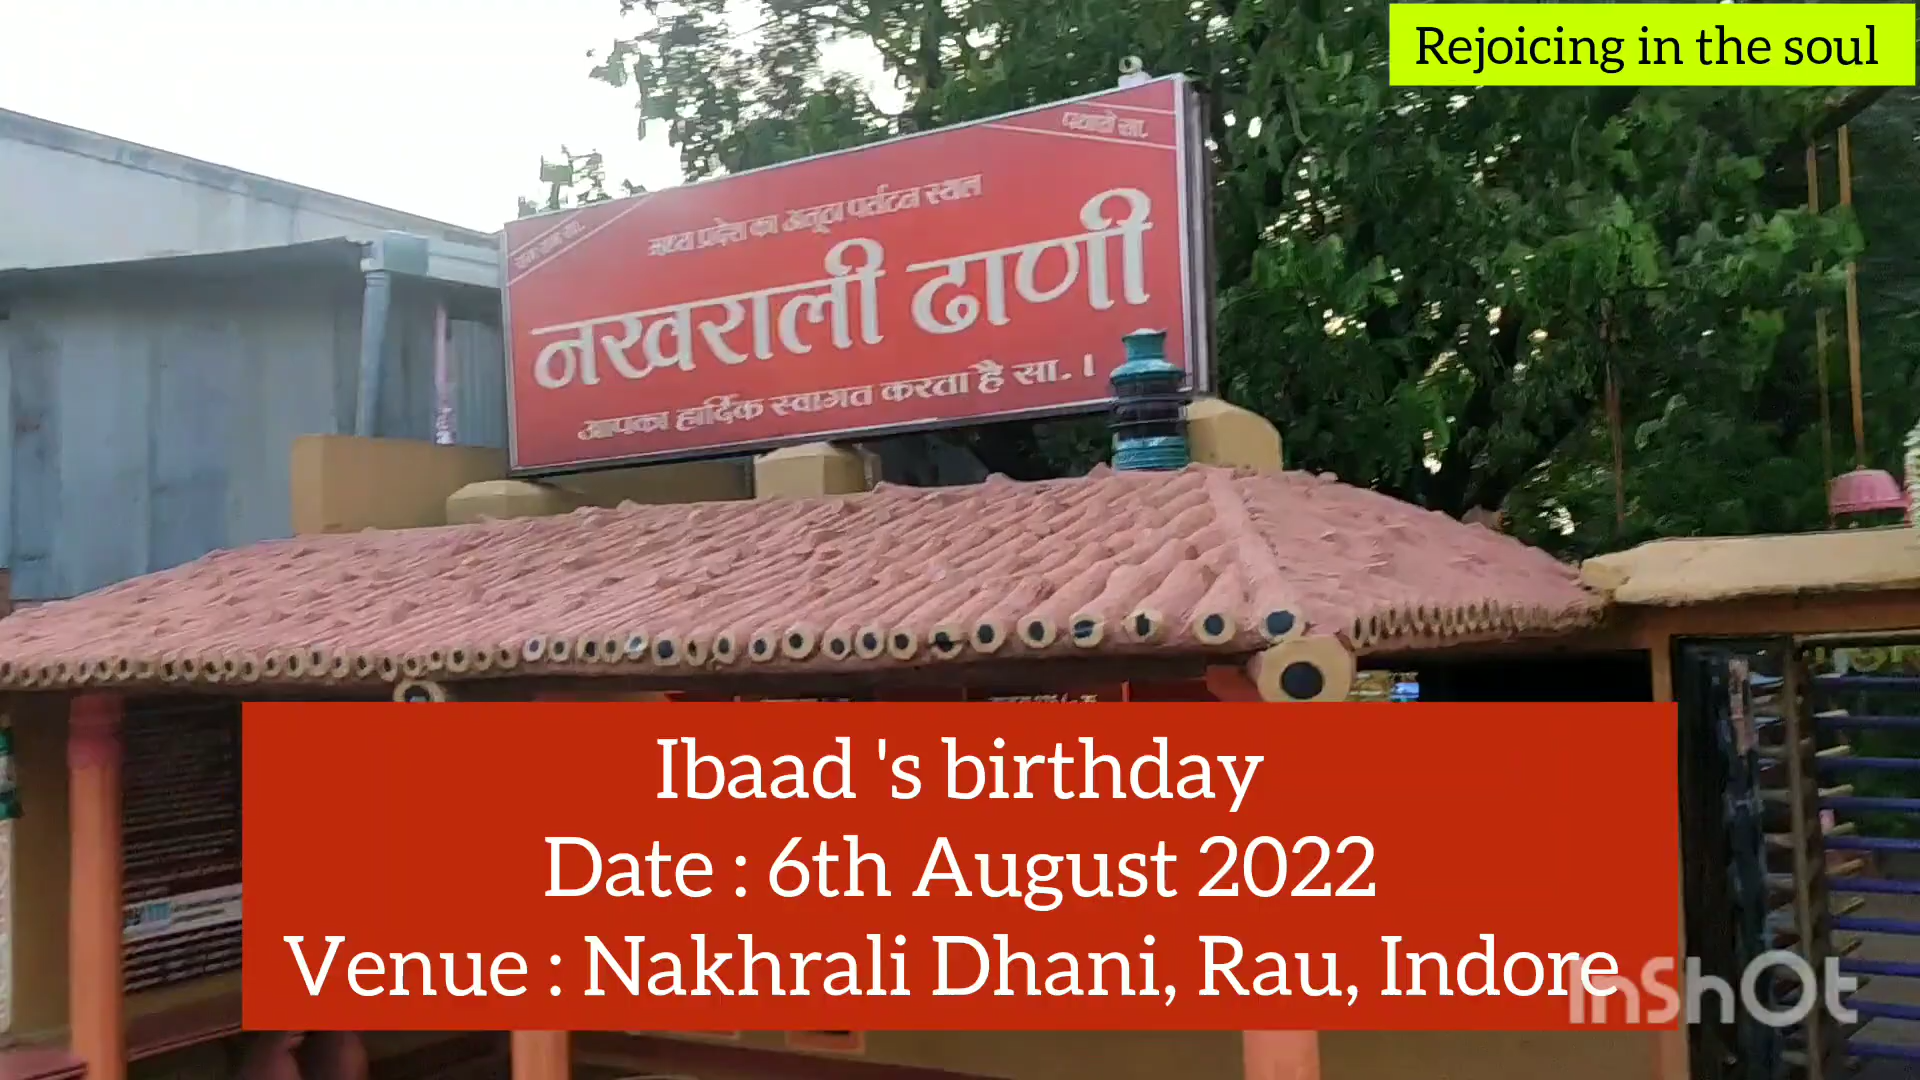 Rejoicing in the soul
पधारो सा.
राम राम सा.
मध्य प्रदेश का अनूठा पर्यटन स्थल
नखराली ढाणी
आपका हार्दिक स्वागत करता है सा. ।
Ibaad 's birthday
Date : 6th August 2022
Venue : Nakhrali Dhani, Rau, Indore
InShOt